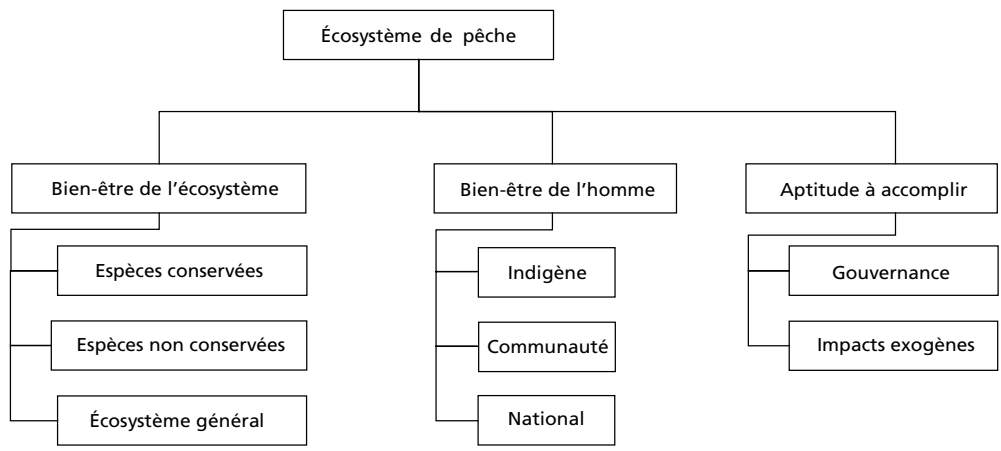 Écosystème de pêche
Bien-être de l'écosystème
Bien-être de l'homme
Aptitude à accomplir
Espèces conservées
Indigène
Gouvernance
Espèces non conservées
Communauté
Impacts exogènes
Écosystème général
National